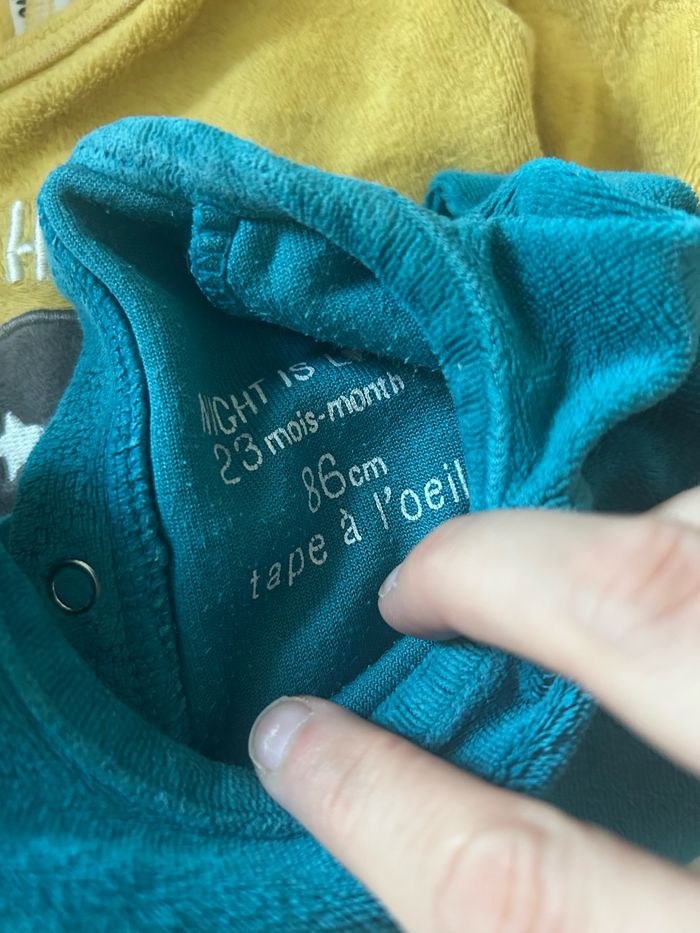 H
NIGHT IS
23 mois-month
86cm
tape à l'oeil